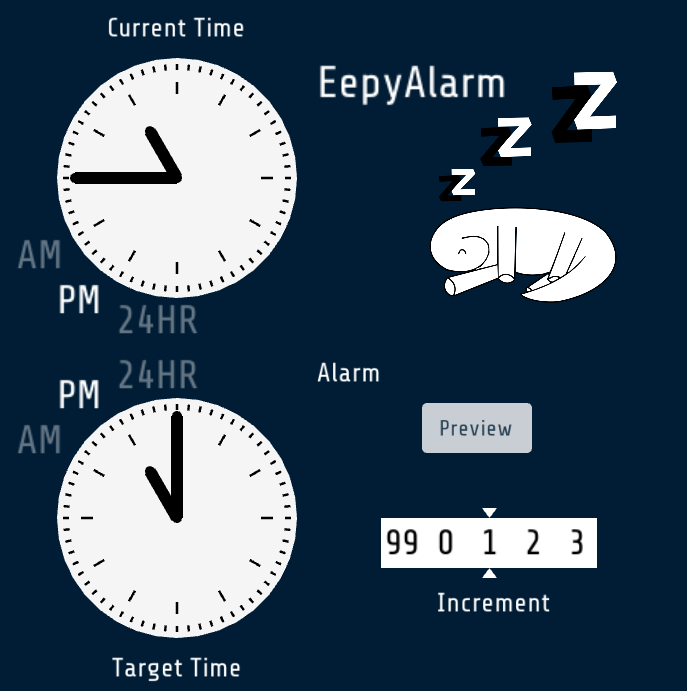 Current Time
EepyAlarm
Z
Z
Z
AM
PM
24HR
24HR
PM
AM
Alarm
Preview
99 0 1 2 3
Increment
Target Time